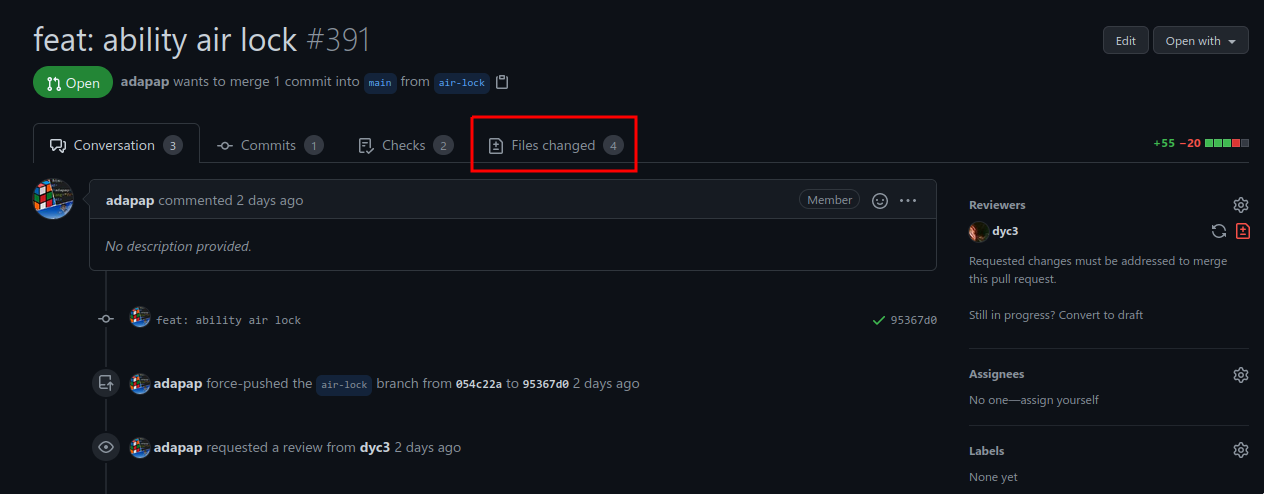 feat: ability air lock #391
Edit
Open with
Open
adapap wants to merge 1 commit into main from air-lock
Conversation 3
Commits 1
Checks 2
Files changed 4
+55 −20
adapap commented 2 days ago
Member
No description provided.
feat: ability air lock
95367d0
adapap force-pushed the air-lock branch from 054c22a to 95367d0 2 days ago
adapap requested a review from dyc3 2 days ago
Reviewers
dyc3
Requested changes must be addressed to merge
this pull request.
Still in progress? Convert to draft
Assignees
No one—assign yourself
Labels
None yet